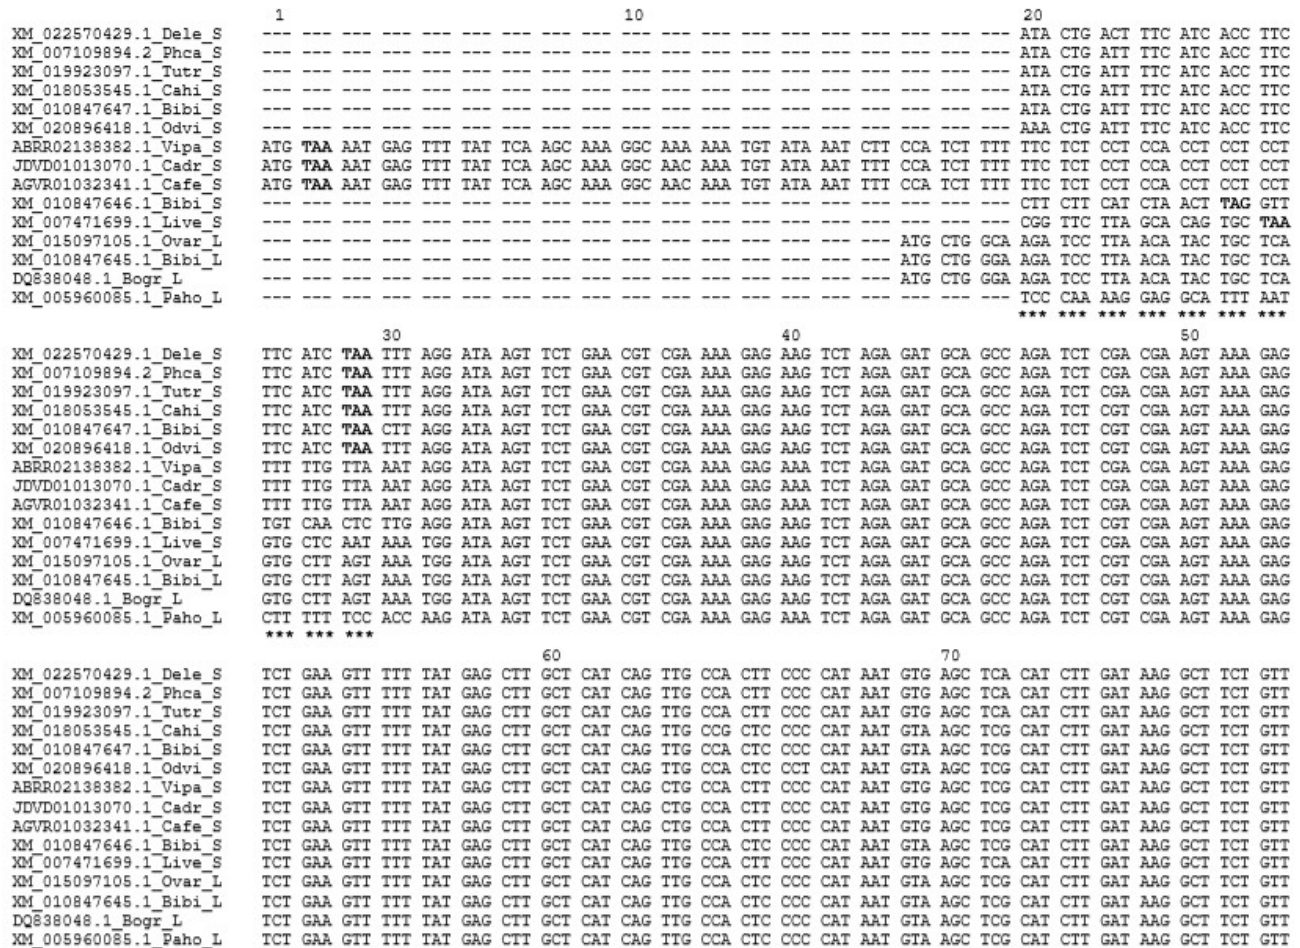 1 10 20
XM_022570429.1_Dele_S --- --- --- --- --- --- --- --- --- --- --- --- --- --- --- --- --- --- --- ATA CTG ACT TTC ATC ACC TTC
XM_007109894.2_Phca_S --- --- --- --- --- --- --- --- --- --- --- --- --- --- --- --- --- --- --- ATA CTG ATT TTC ATC ACC TTC
XM_019923097.1_Tutr_S --- --- --- --- --- --- --- --- --- --- --- --- --- --- --- --- --- --- --- ATA CTG ATT TTC ATC ACC TTC
XM_018053545.1_Cahi_S --- --- --- --- --- --- --- --- --- --- --- --- --- --- --- --- --- --- --- ATA CTG ATT TTC ATC ACC TTC
XM_010847647.1_Bibi_S --- --- --- --- --- --- --- --- --- --- --- --- --- --- --- --- --- --- --- ATA CTG ATT TTC ATC ACC TTC
XM_020896418.1_Odvi_S --- --- --- --- --- --- --- --- --- --- --- --- --- --- --- --- --- --- --- AAA CTG ATT TTC ATC ACC TTC
ABRR02138382.1_Vipa_S ATG TAA AAT GAG TTT TAT TCA AGC AAA GGC AAA AAA TGT ATA AAT CTT CCA TCT TTT TTC TCT CCT CCA CCT CCT CCT
JDVD01013070.1_Cadr_S ATG TAA AAT GAG TTT TAT TCA AGC AAA GGC AAC AAA TGT ATA AAT TTT CCA TCT TTT TTC TCT CCT CCA CCT CCT CCT
AGVR01032341.1_Cafe_S ATG TAA AAT GAG TTT TAT TCA AGC AAA GGC AAC AAA TGT ATA AAT TTT CCA TCT TTT TTC TCT CCT CCA CCT CCT CCT
XM_010847646.1_Bibi_S --- --- --- --- --- --- --- --- --- --- --- --- --- --- --- --- --- --- --- CTT CTT CAT CTA ACT TAG GTT
XM_007471699.1_Live_S --- --- --- --- --- --- --- --- --- --- --- --- --- --- --- --- --- --- --- CGG TTC TTA GCA CAG TGC TAA
XM_015097105.1_Ovar_L --- --- --- --- --- --- --- --- --- --- --- --- --- --- --- --- ATG CTG GCA AGA TCC TTA ACA TAC TGC TCA
XM_010847645.1_Bibi_L --- --- --- --- --- --- --- --- --- --- --- --- --- --- --- --- ATG CTG GGA AGA TCC TTA ACA TAC TGC TCA
DQ838048.1_Bogr_L --- --- --- --- --- --- --- --- --- --- --- --- --- --- --- --- ATG CTG GGA AGA TCC TTA ACA TAC TGC TCA
XM_005960085.1_Paho_L --- --- --- --- --- --- --- --- --- --- --- --- --- --- --- --- --- --- --- TCC CAA AAG GAG GCA TTT AAT
*** *** *** *** *** *** ***
30 40 50
XM_022570429.1_Dele_S TTC ATC TAA TTT AGG ATA AGT TCT GAA CGT CGA AAA GAG AAG TCT AGA GAT GCA GCC AGA TCT CGA CGA AGT AAA GAG
XM_007109894.2_Phca_S TTC ATC TAA TTT AGG ATA AGT TCT GAA CGT CGA AAA GAG AAG TCT AGA GAT GCA GCC AGA TCT CGA CGA AGT AAA GAG
XM_019923097.1_Tutr_S TTC ATC TAA TTT AGG ATA AGT TCT GAA CGT CGA AAA GAG AAG TCT AGA GAT GCA GCC AGA TCT CGA CGA AGT AAA GAG
XM_018053545.1_Cahi_S TTC ATC TAA TTT AGG ATA AGT TCT GAA CGT CGA AAA GAG AAG TCT AGA GAT GCA GCC AGA TCT CGT CGA AGT AAA GAG
XM_010847647.1_Bibi_S TTC ATC TAA CTT AGG ATA AGT TCT GAA CGT CGA AAA GAG AAG TCT AGA GAT GCA GCC AGA TCT CGT CGA AGT AAA GAG
XM_020896418.1_Odvi_S TTC ATC TAA TTT AGG ATA AGT TCT GAA CGT CGA AAA GAG AAG TCT AGA GAT GCA GCC AGA TCT CGT CGA AGT AAA GAG
ABRR02138382.1_Vipa_S TTT TTG TTA AAT AGG ATA AGT TCT GAA CGT CGA AAA GAG AAA TCT AGA GAT GCA GCC AGA TCT CGA CGA AGT AAA GAG
JDVD01013070.1_Cadr_S TTT TTG TTA AAT AGG ATA AGT TCT GAA CGT CGA AAA GAG AAA TCT AGA GAT GCA GCC AGA TCT CGA CGA AGT AAA GAG
AGVR01032341.1_Cafe_S TTT TTG TTA AAT AGG ATA AGT TCT GAA CGT CGA AAA GAG AAA TCT AGA GAT GCA GCC AGA TCT CGA CGA AGT AAA GAG
XM_010847646.1_Bibi_S TGT CAA CTC TTG AGG ATA AGT TCT GAA CGT CGA AAA GAG AAG TCT AGA GAT GCA GCC AGA TCT CGT CGA AGT AAA GAG
XM_007471699.1_Live_S GTG CTC AAT AAA TGG ATA AGT TCT GAA CGT CGA AAA GAG AAG TCT AGA GAT GCA GCC AGA TCT CGA CGA AGT AAA GAG
XM_015097105.1_Ovar_L GTG CTT AGT AAA TGG ATA AGT TCT GAA CGT CGA AAA GAG AAG TCT AGA GAT GCA GCC AGA TCT CGT CGA AGT AAA GAG
XM_010847645.1_Bibi_L GTG CTT AGT AAA TGG ATA AGT TCT GAA CGT CGA AAA GAG AAG TCT AGA GAT GCA GCC AGA TCT CGT CGA AGT AAA GAG
DQ838048.1_Bogr_L GTG CTT AGT AAA TGG ATA AGT TCT GAA CGT CGA AAA GAG AAG TCT AGA GAT GCA GCC AGA TCT CGT CGA AGT AAA GAG
XM_005960085.1_Paho_L CTT TTT TCC ACC AAG ATA AGT TCT GAA CGT CGA AAA GAG AAG TCT AGA GAT GCA GCC AGA TCT CGT CGA AGT AAA GAG
*** *** ***
60 70
XM_022570429.1_Dele_S TCT GAA GTT TTT TAT GAG CTT GCT CAT CAG TTG CCA CTT CCC CAT AAT GTG AGC TCA CAT CTT GAT AAG GCT TCT GTT
XM_007109894.2_Phca_S TCT GAA GTT TTT TAT GAG CTT GCT CAT CAG TTG CCA CTT CCC CAT AAT GTG AGC TCA CAT CTT GAT AAG GCT TCT GTT
XM_019923097.1_Tutr_S TCT GAA GTT TTT TAT GAG CTT GCT CAT CAG TTG CCA CTT CCC CAT AAT GTG AGC TCA CAT CTT GAT AAG GCT TCT GTT
XM_018053545.1_Cahi_S TCT GAA GTT TTT TAT GAG CTT GCT CAT CAG TTG CCG CTC CCC CAT AAT GTA AGC TCG CAT CTT GAT AAG GCT TCT GTT
XM_010847647.1_Bibi_S TCT GAA GTT TTT TAT GAG CTT GCT CAT CAG TTG CCA CTC CCC CAT AAT GTA AGC TCG CAT CTT GAT AAG GCT TCT GTT
XM_020896418.1_Odvi_S TCT GAA GTT TTT TAT GAG CTT GCT CAT CAG TTG CCA CTC CCT CAT AAT GTA AGC TCG CAT CTT GAT AAG GCT TCT GTT
ABRR02138382.1_Vipa_S TCT GAA GTT TTT TAT GAG CTT GCT CAT CAG CTG CCA CTT CCC CAT AAT GTG AGC TCG CAT CTT GAT AAG GCT TCT GTT
JDVD01013070.1_Cadr_S TCT GAA GTT TTT TAT GAG CTT GCT CAT CAG CTG CCA CTT CCC CAT AAT GTG AGC TCG CAT CTT GAT AAG GCT TCT GTT
AGVR01032341.1_Cafe_S TCT GAA GTT TTT TAT GAG CTT GCT CAT CAG CTG CCA CTT CCC CAT AAT GTG AGC TCG CAT CTT GAT AAG GCT TCT GTT
XM_010847646.1_Bibi_S TCT GAA GTT TTT TAT GAG CTT GCT CAT CAG TTG CCA CTC CCC CAT AAT GTA AGC TCG CAT CTT GAT AAG GCT TCT GTT
XM_007471699.1_Live_S TCT GAA GTT TTT TAT GAG CTT GCT CAT CAG TTG CCA CTT CCC CAT AAT GTG AGC TCA CAT CTT GAT AAG GCT TCT GTT
XM_015097105.1_Ovar_L TCT GAA GTT TTT TAT GAG CTT GCT CAT CAG TTG CCA CTC CCC CAT AAT GTA AGC TCG CAT CTT GAT AAG GCT TCT GTT
XM_010847645.1_Bibi_L TCT GAA GTT TTT TAT GAG CTT GCT CAT CAG TTG CCA CTC CCC CAT AAT GTA AGC TCG CAT CTT GAT AAG GCT TCT GTT
DQ838048.1_Bogr_L TCT GAA GTT TTT TAT GAG CTT GCT CAT CAG TTG CCA CTC CCC CAT AAT GTA AGC TCG CAT CTT GAT AAG GCT TCT GTT
XM_005960085.1_Paho_L TCT GAA GTT TTT TAT GAG CTT GCT CAT CAG TTG CCA CTC CCC CAT AAT GTA AGC TCG CAT CTT GAT AAG GCT TCT GTT